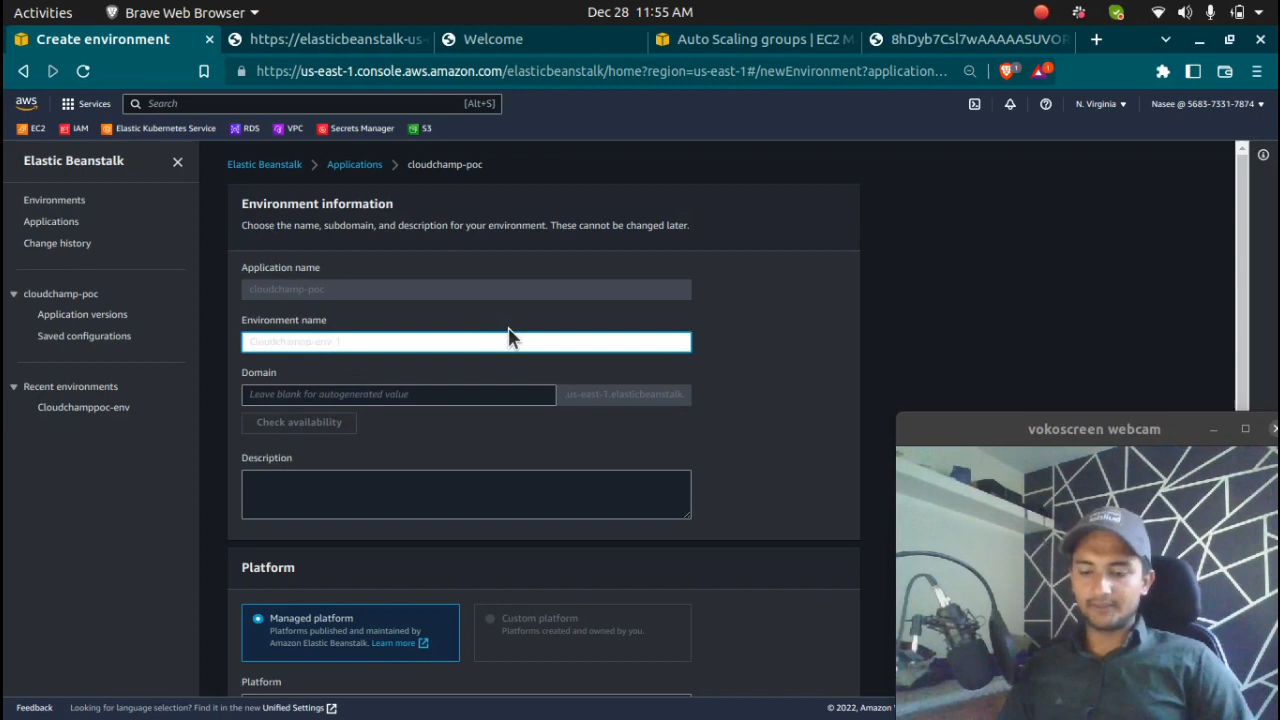 Activities
Brave Web Browser
Dec 28 11:55 AM
Create environment
https://elasticbeanstalk-us-
Welcome
Auto Scaling groups | EC2 M
8hDyb7Csl7wAAAAASUVOR
https://us-east-1.console.aws.amazon.com/elasticbeanstalk/home?region=us-east-1#/newEnvironment?application...
1
1
aws
Services
Search
[Alt+S]
N. Virginia
Nasee @ 5683-7331-7874
EC2
IAM
Elastic Kubernetes Service
RDS
VPC
Secrets Manager
S3
Elastic Beanstalk
Environments
Applications
Change history
cloudchamp-poc
Application versions
Saved configurations
Recent environments
Cloudchamppoc-env
Elastic Beanstalk
Applications
cloudchamp-poc
Environment information
Choose the name, subdomain, and description for your environment. These cannot be changed later.
Application name
cloudchamp-poc
Environment name
Domain
Leave blank for autogenerated value
.us-east-1.elasticbeanstalk.
Check availability
Description
Platform
Managed platform
Platforms published and maintained by
Amazon Elastic Beanstalk. Learn more
Custom platform
Platforms created and owned by you.
Platform
Feedback
Looking for language selection? Find it in the new Unified Settings
© 2022, Amazon
vokoscreen webcam